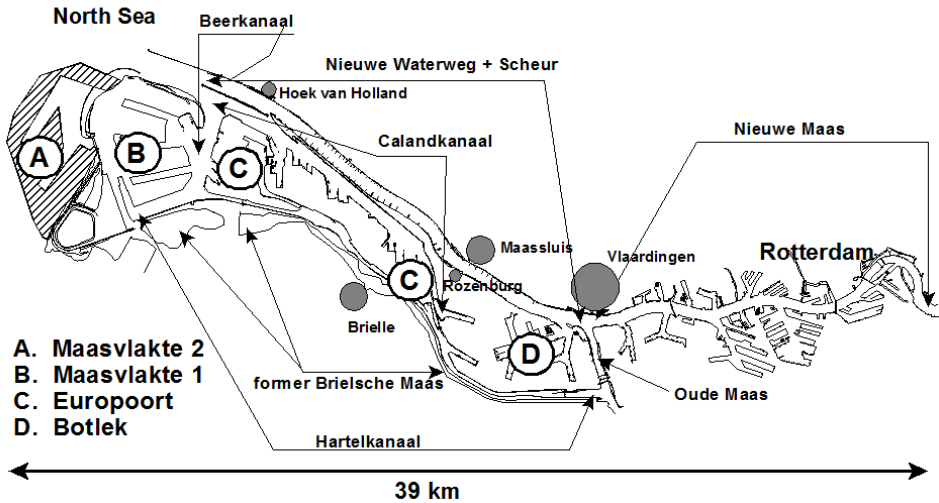 North Sea
Beerkanaal
Nieuwe Waterweg + Scheur
Hoek van Holland
Calandkanaal
Nieuwe Maas
A
B
C
Maassluis
Vlaardingen
Rotterdam
C
Rozenburg
Brielle
D
A. Maasvlakte 2
B. Maasvlakte 1
C. Europoort
D. Botlek
former Brielsche Maas
Oude Maas
Hartelkanaal
39 km